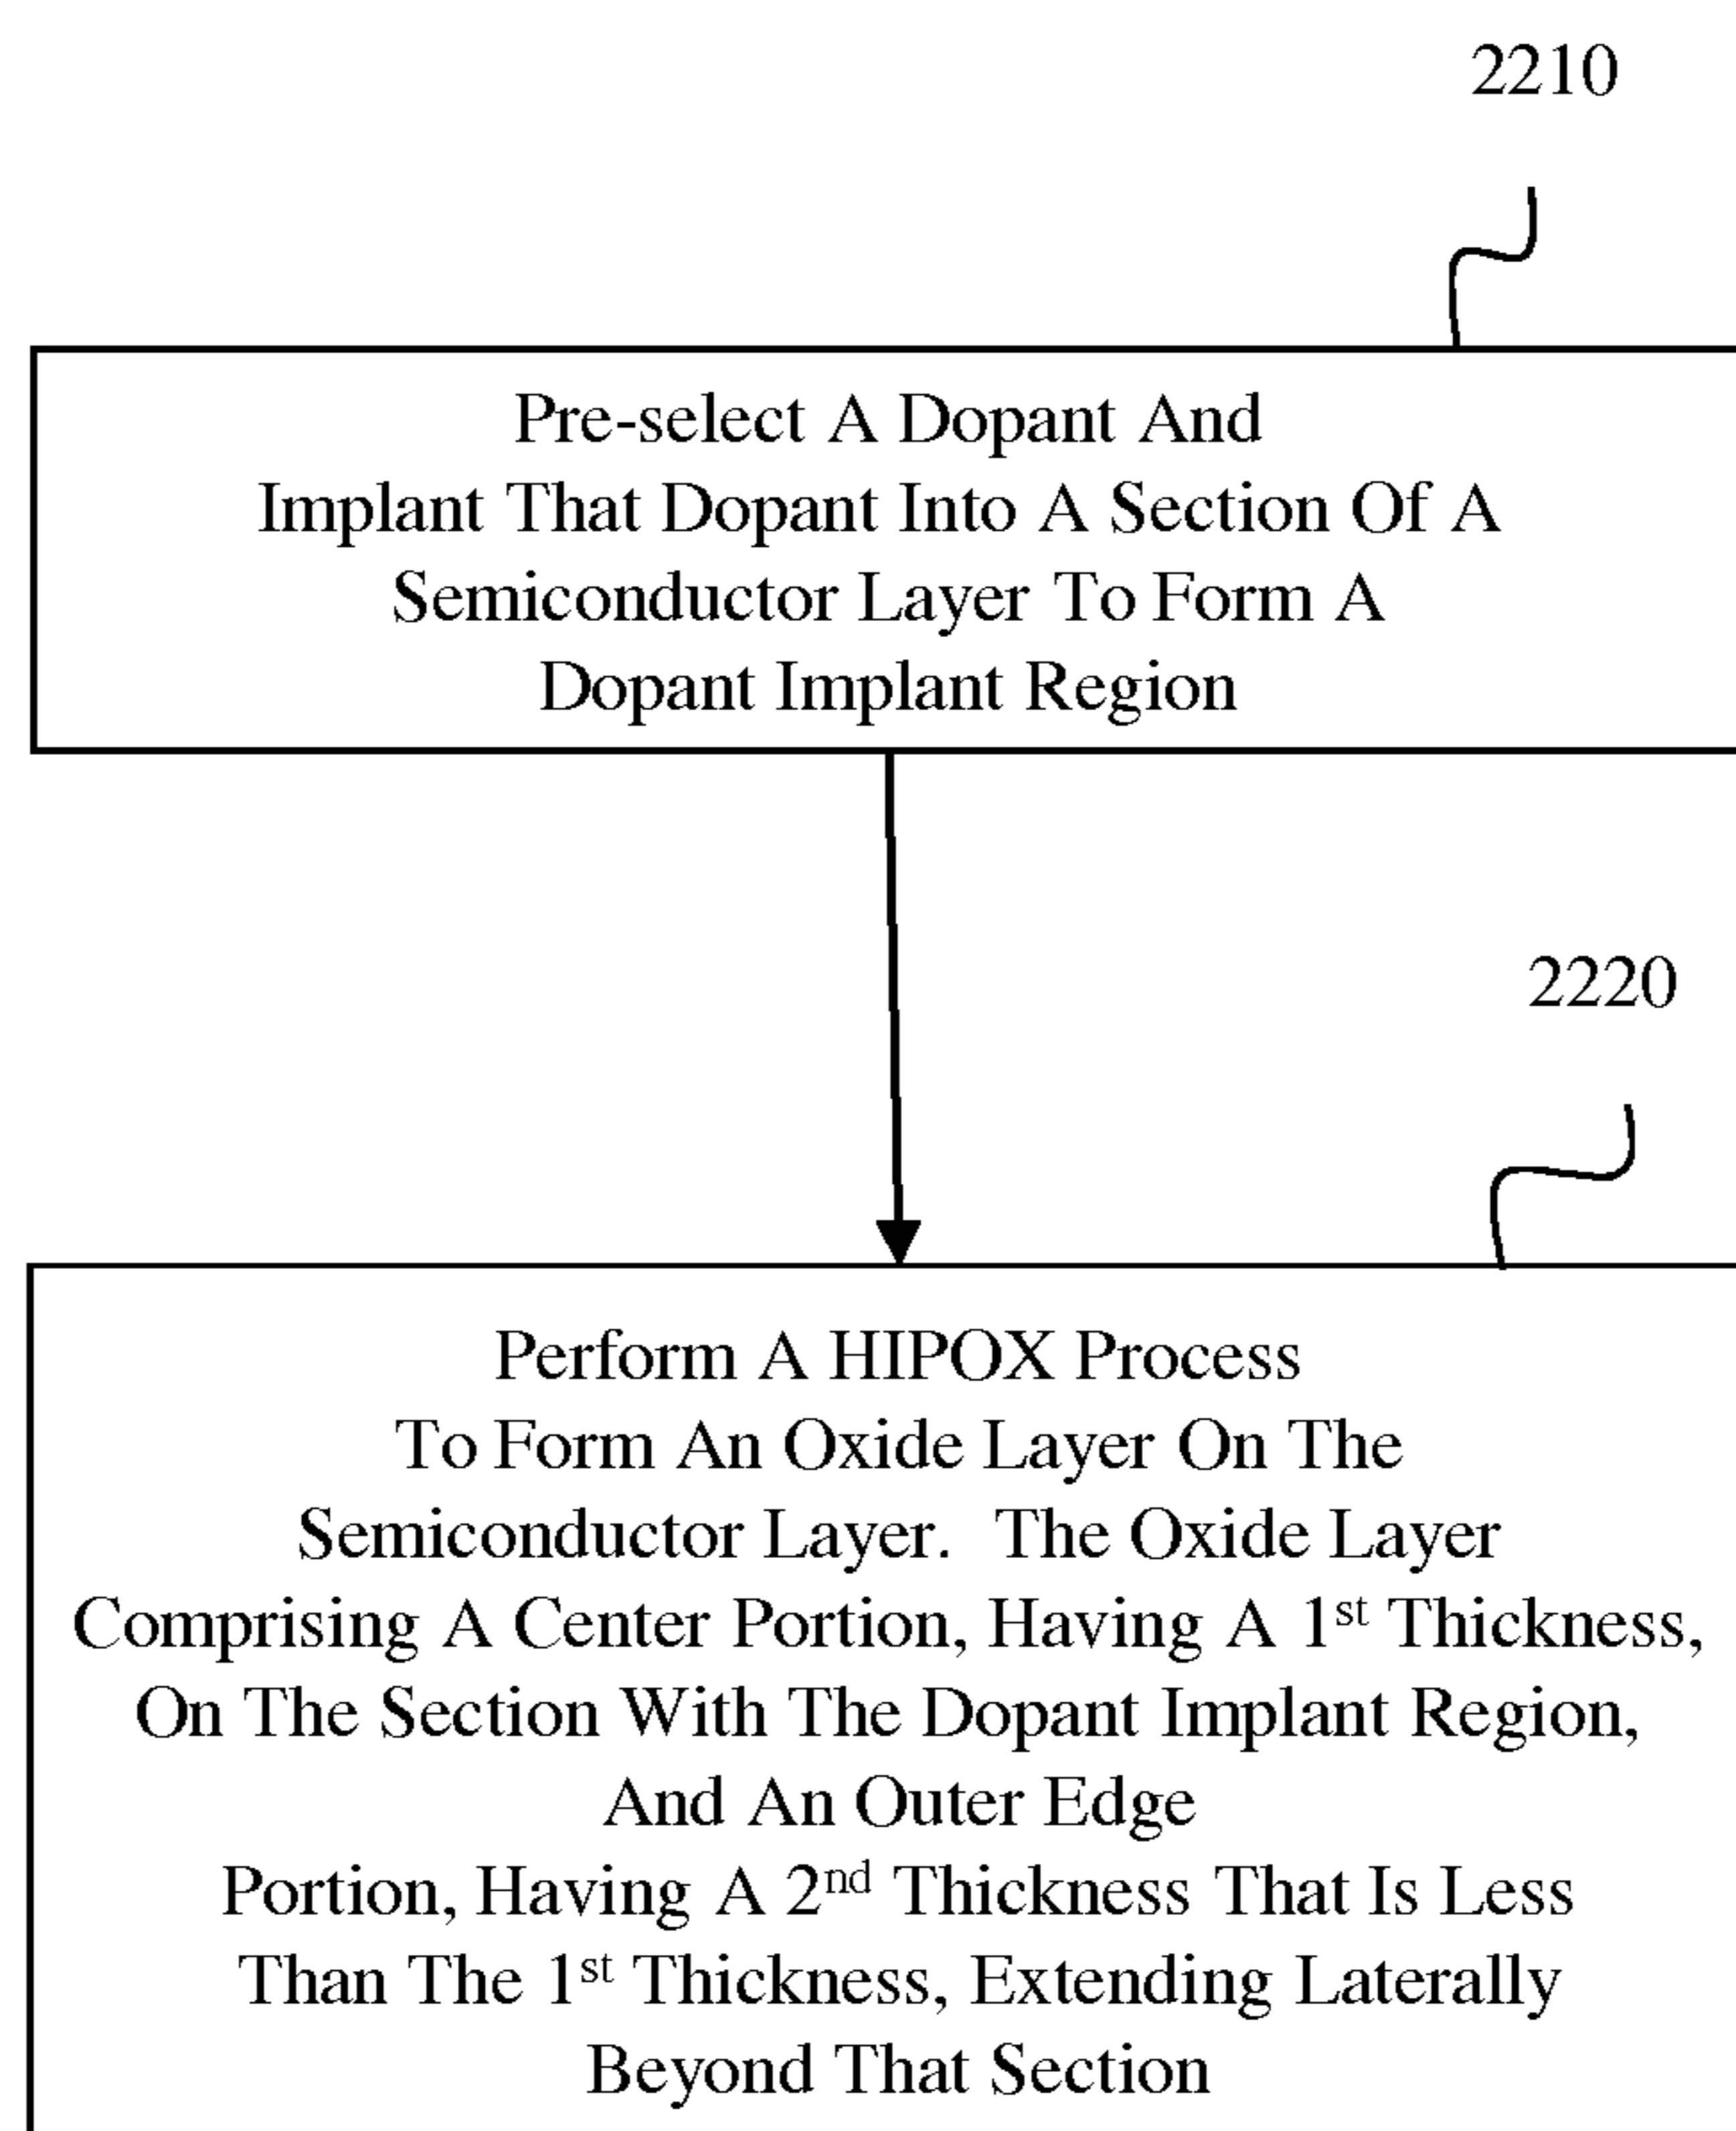 2210
Pre-select A Dopant And
Implant That Dopant Into A Section Of A
Semiconductor Layer To Form A
Dopant Implant Region
2220
Perform A HIPOX Process
To Form An Oxide Layer On The
Semiconductor Layer.  The Oxide Layer
Comprising A Center Portion, Having A 1st Thickness,
On The Section With The Dopant Implant Region,
And An Outer Edge
Portion, Having A 2nd Thickness That Is Less
Than The 1st Thickness, Extending Laterally
Beyond That Section